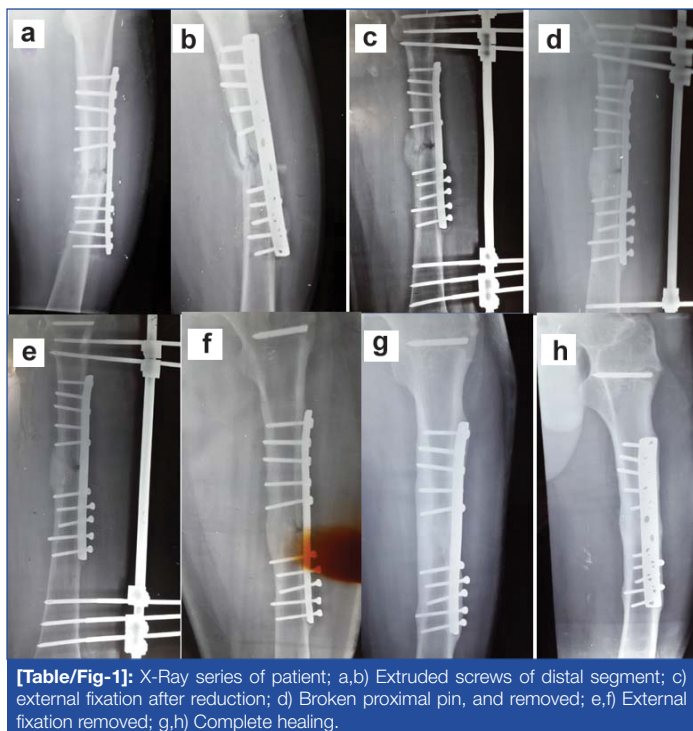 a
b
c
d
e
f
g
h
[Table/Fig-1]: X-Ray series of patient; a,b) Extruded screws of distal segment; c)
external fixation after reduction; d) Broken proximal pin, and removed; e,f) External
fixation removed; g,h) Complete healing.